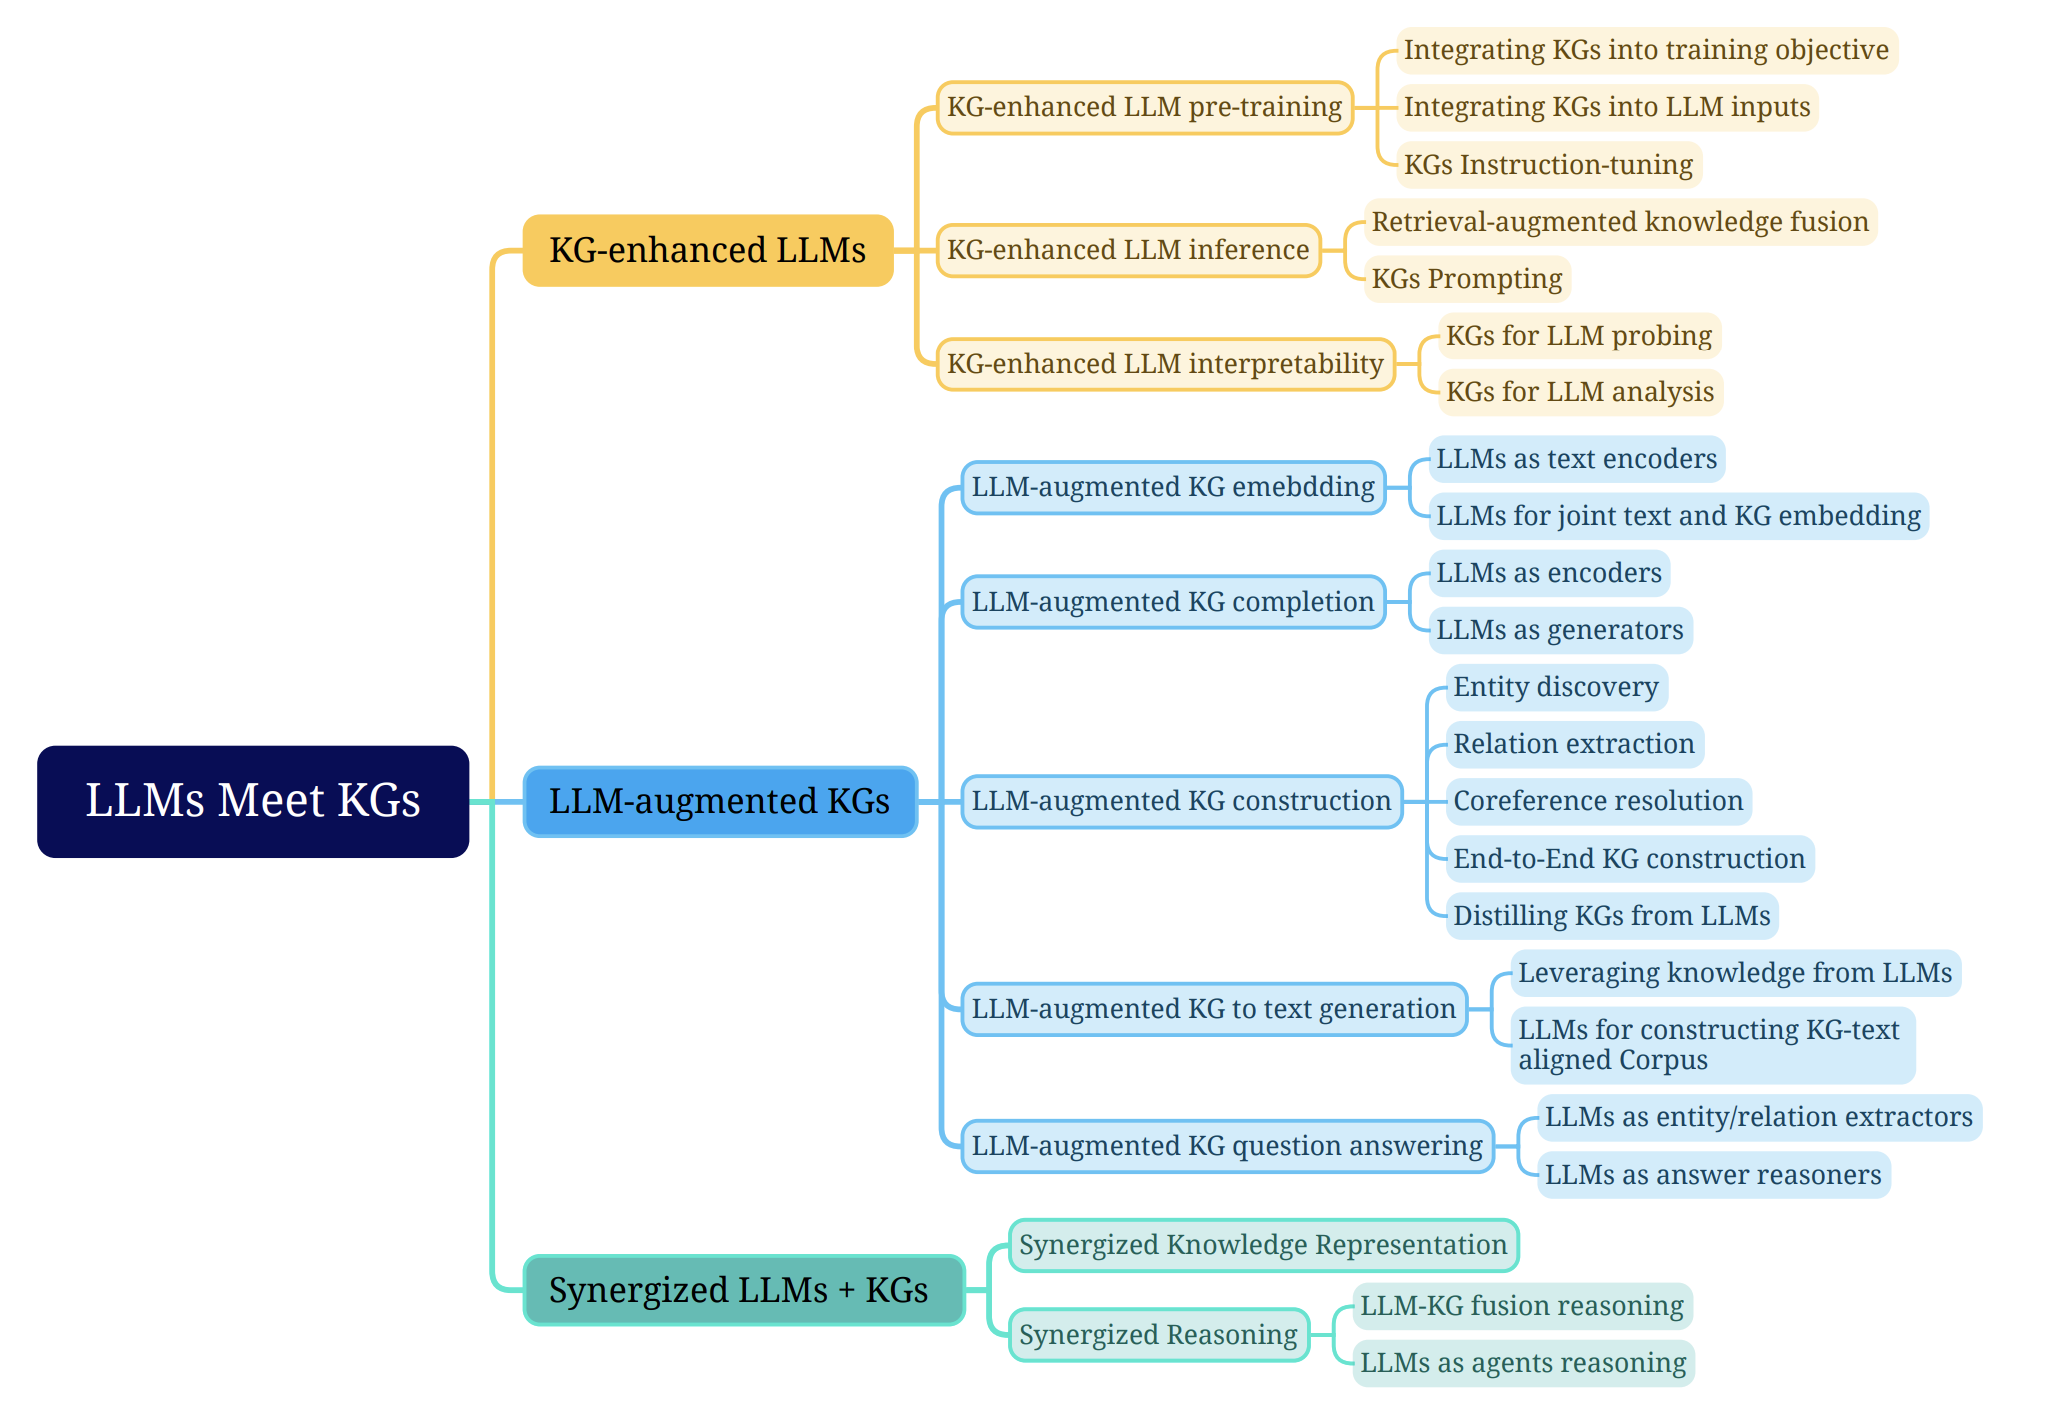 LLMs Meet KGs
KG-enhanced LLMs
KG-enhanced LLM pre-training
Integrating KGs into training objective
Integrating KGs into LLM inputs
KGs Instruction-tuning
KG-enhanced LLM inference
Retrieval-augmented knowledge fusion
KGs Prompting
KG-enhanced LLM interpretability
KGs for LLM probing
KGs for LLM analysis
LLM-augmented KGs
LLM-augmented KG emebdding
LLMs as text encoders
LLMs for joint text and KG embedding
LLM-augmented KG completion
LLMs as encoders
LLMs as generators
LLM-augmented KG construction
Entity discovery
Relation extraction
Coreference resolution
End-to-End KG construction
Distilling KGs from LLMs
LLM-augmented KG to text generation
Leveraging knowledge from LLMs
LLMs for constructing KG-text
aligned Corpus
LLM-augmented KG question answering
LLMs as entity/relation extractors
LLMs as answer reasoners
Synergized LLMs + KGs
Synergized Knowledge Representation
Synergized Reasoning
LLM-KG fusion reasoning
LLMs as agents reasoning